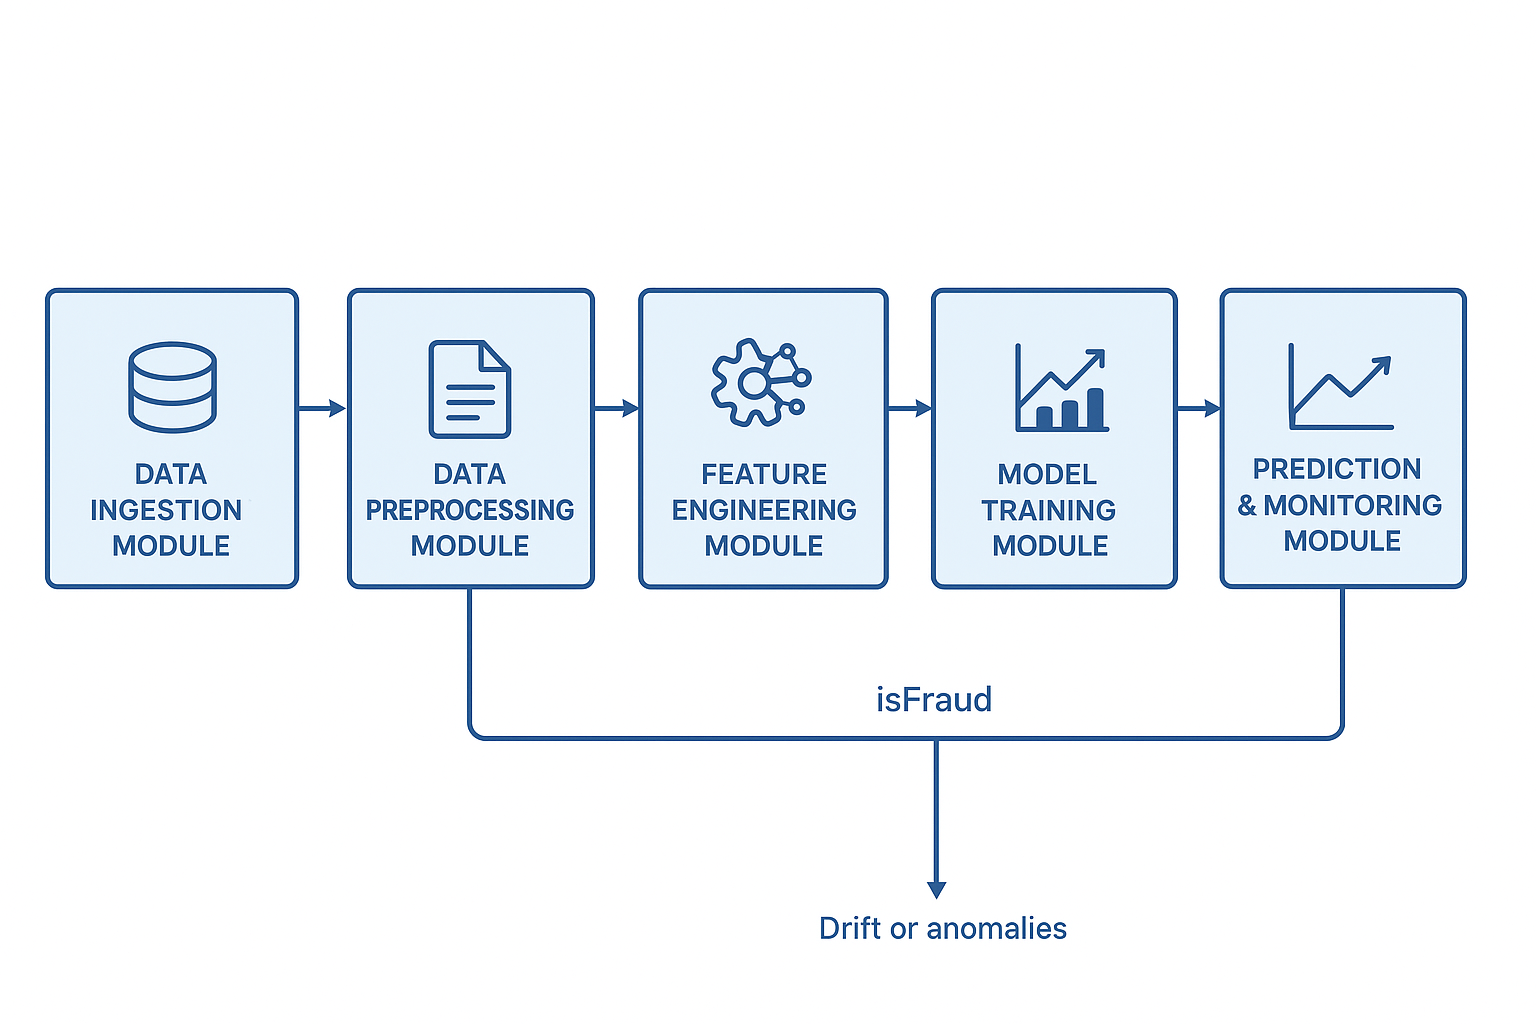 DATA
INGESTION
MODULE
DATA
PREPROCESSING
MODULE
FEATURE
ENGINEERING
MODULE
MODEL
TRAINING
MODULE
PREDICTION
& MONITORING
MODULE
isFraud
Drift or anomalies